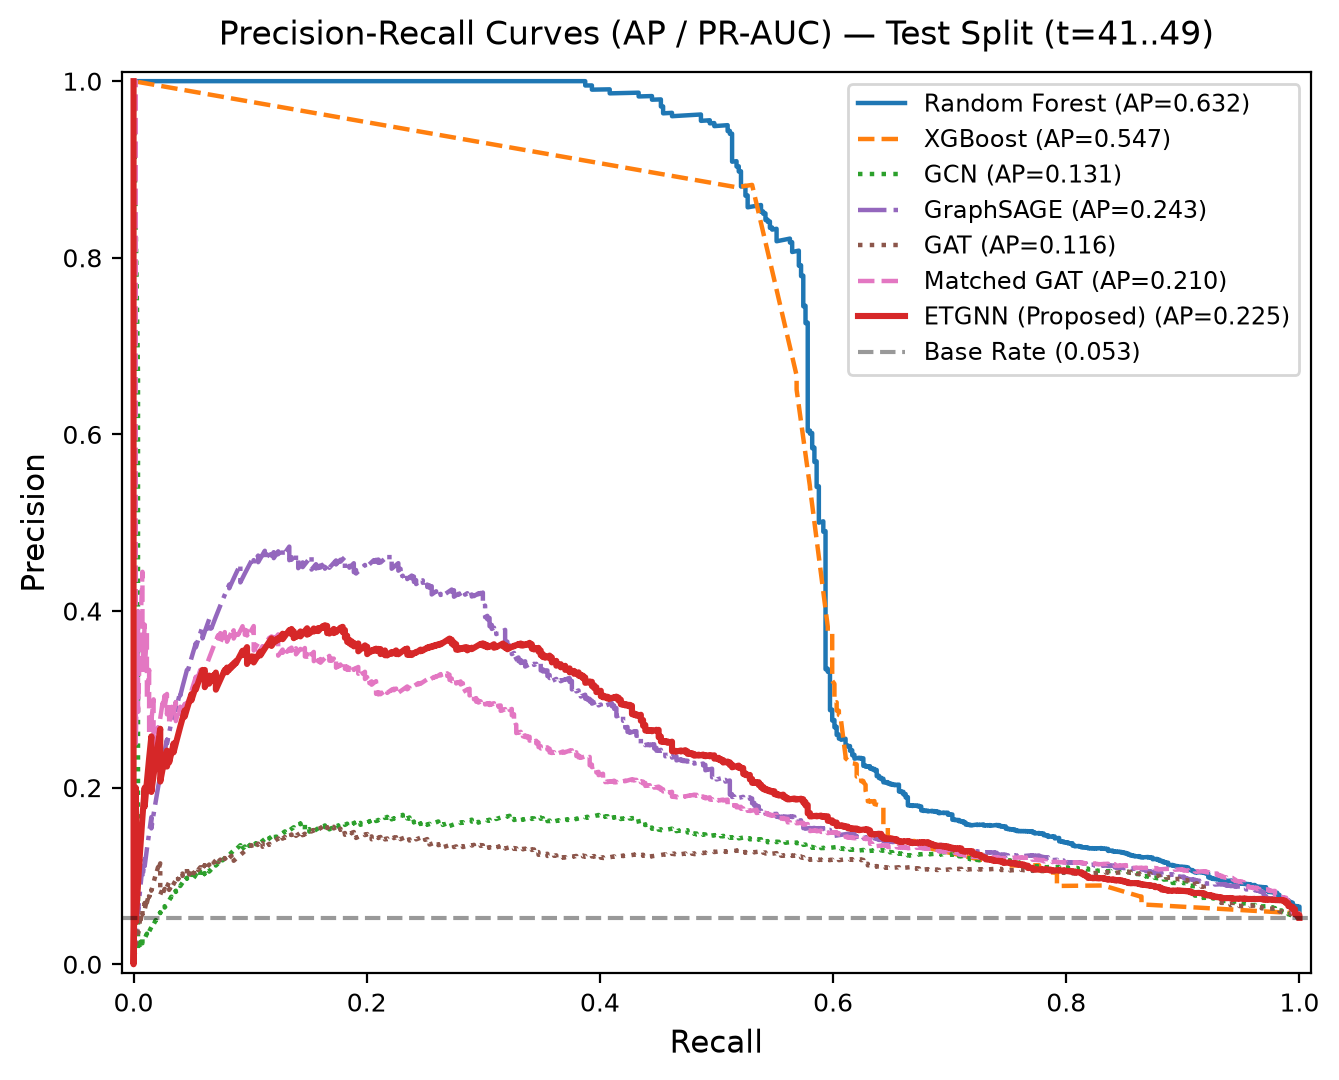 Precision-Recall Curves (AP / PR-AUC) — Test Split (t=41..49)
Random Forest (AP=0.632)
XGBoost (AP=0.547)
GCN (AP=0.131)
GraphSAGE (AP=0.243)
GAT (AP=0.116)
Matched GAT (AP=0.210)
ETGNN (Proposed) (AP=0.225)
Base Rate (0.053)
Precision
1.0
0.8
0.6
0.4
0.2
0.0
0.0 0.2 0.4 0.6 0.8 1.0
Recall